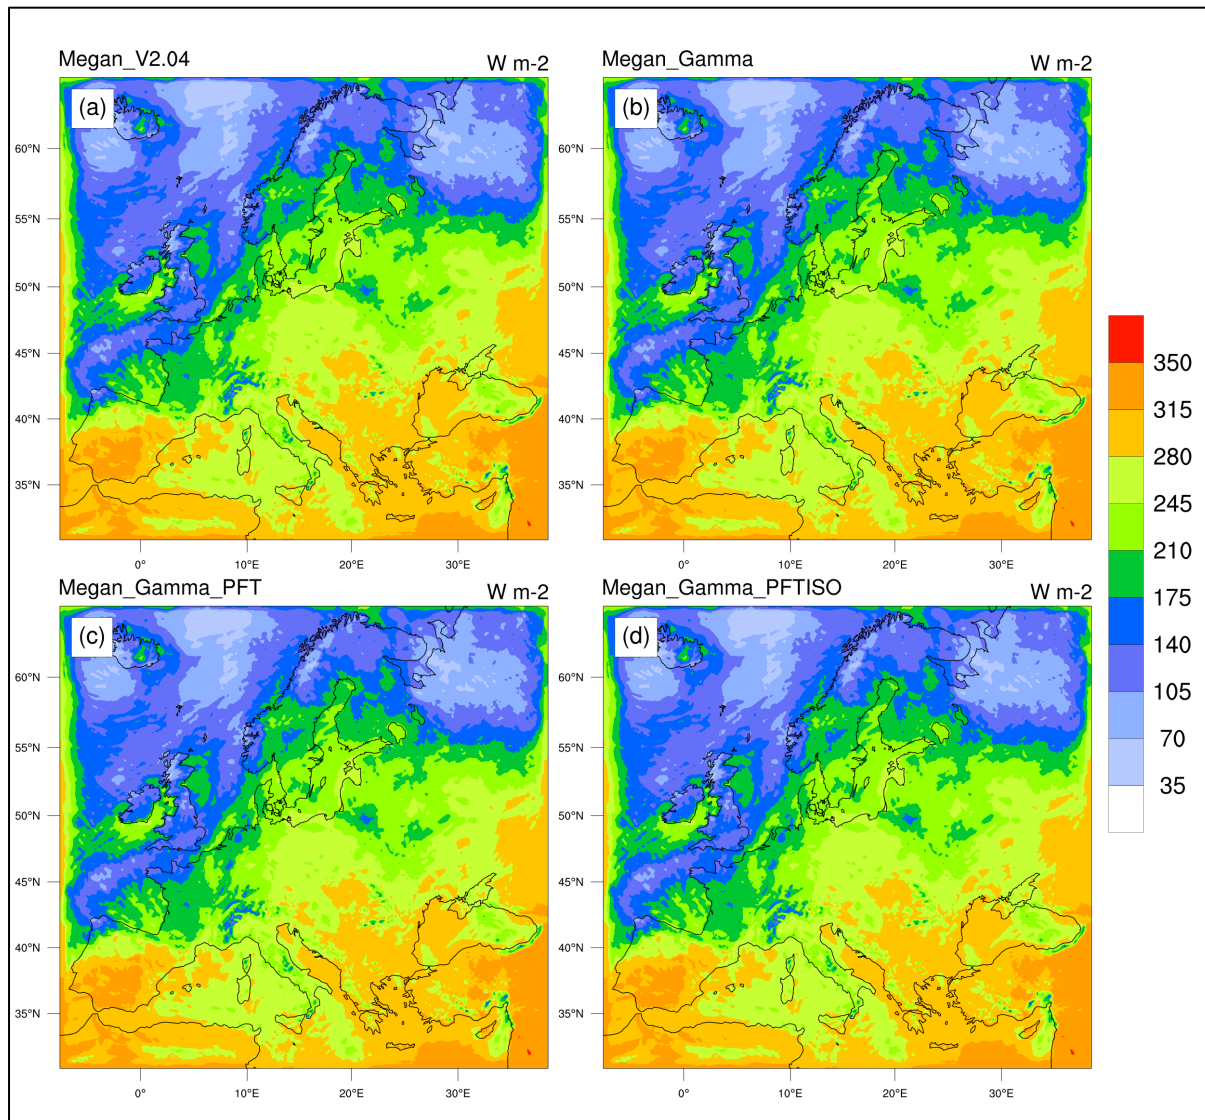 Megan_V2.04 W m-2
(a)
60°N
55°N
50°N
45°N
40°N
35°N
0° 10°E 20°E 30°E
Megan_Gamma W m-2
(b)
60°N
55°N
50°N
45°N
40°N
35°N
0° 10°E 20°E 30°E
Megan_Gamma_PFT W m-2
(c)
60°N
55°N
50°N
45°N
40°N
35°N
0° 10°E 20°E 30°E
Megan_Gamma_PFTISO W m-2
(d)
60°N
55°N
50°N
45°N
40°N
35°N
0° 10°E 20°E 30°E
350
315
280
245
210
175
140
105
70
35